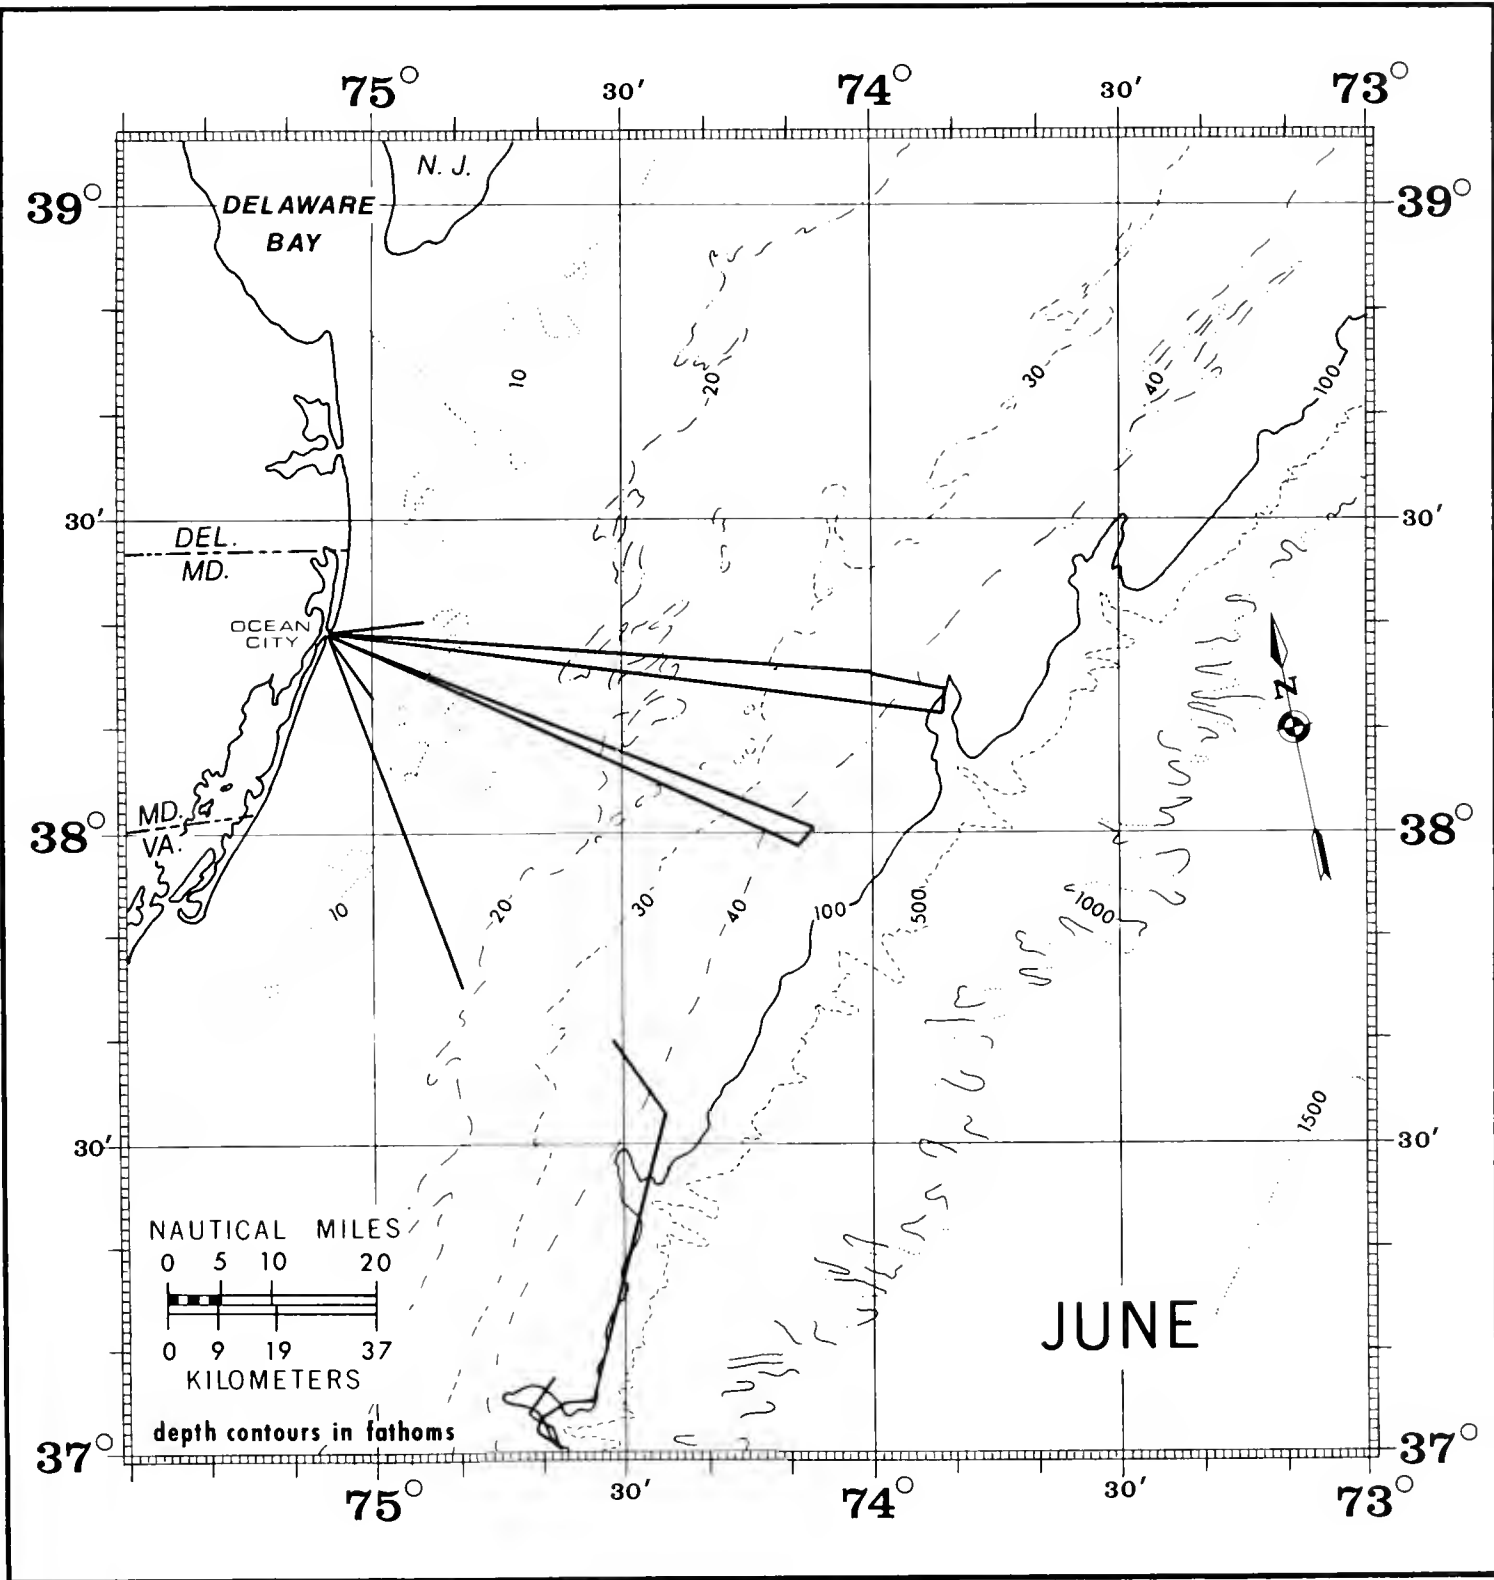 75° 30′ 74° 30′ 73°
N. J.
39° DELAWARE 39°
BAY
10 20 30 40 100
30′ 30′
DEL.
MD.
OCEAN
CITY
N
MD.
38° 38°
VA.
10 20 30 40 100 500 1000
1500
30′ 30′
NAUTICAL MILES
0 5 10 20
JUNE
0 9 19 37
KILOMETERS
depth contours in fathoms
37° 37°
75° 30′ 74° 30′ 73°